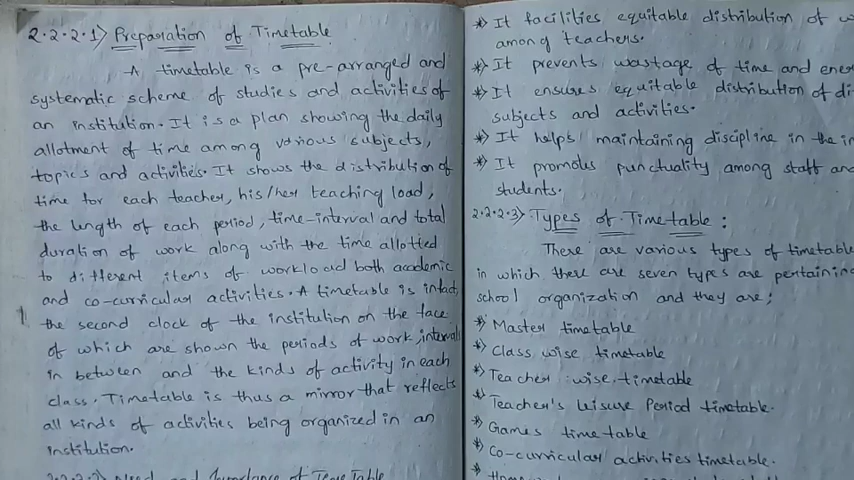 2.2.2.1) Preparation of Timetable
A timetable is a pre-arranged and
systematic scheme of studies and activities of
an institution. It is a plan showing the daily
allotment of time among various subjects,
topics and activities. It shows the distribution of
time for each teacher, his/her teaching load,
the length of each period, time-interval and total
duration of work along with the time allotted
to different items of workload both academic
and co-curricular activities. A timetable is infact,
the second clock of the institution on the face
of which are shown the periods of work, interval
in between and the kinds of activity in each
class. Timetable is thus a mirror that reflects
all kinds of activities being organized in an
institution.
and Importance of Time Table
*) It facilities equitable distribution of
among teachers.
*) It prevents wastage of time and
*) It ensures equitable distribution of
subjects and activities.
*) It helps maintaining discipline in the
*) It promotes punctuality among staff and
students.
2.2.2.3) Types of Timetable:
There are various types of timetable
in which there are seven types are pertaining
school organization and they are;
*) Master timetable
*) Class wise timetable
*) Teacher wise timetable
*) Teacher's leisure Period timetable.
*) Games time table
*) Co-curricular activities timetable.